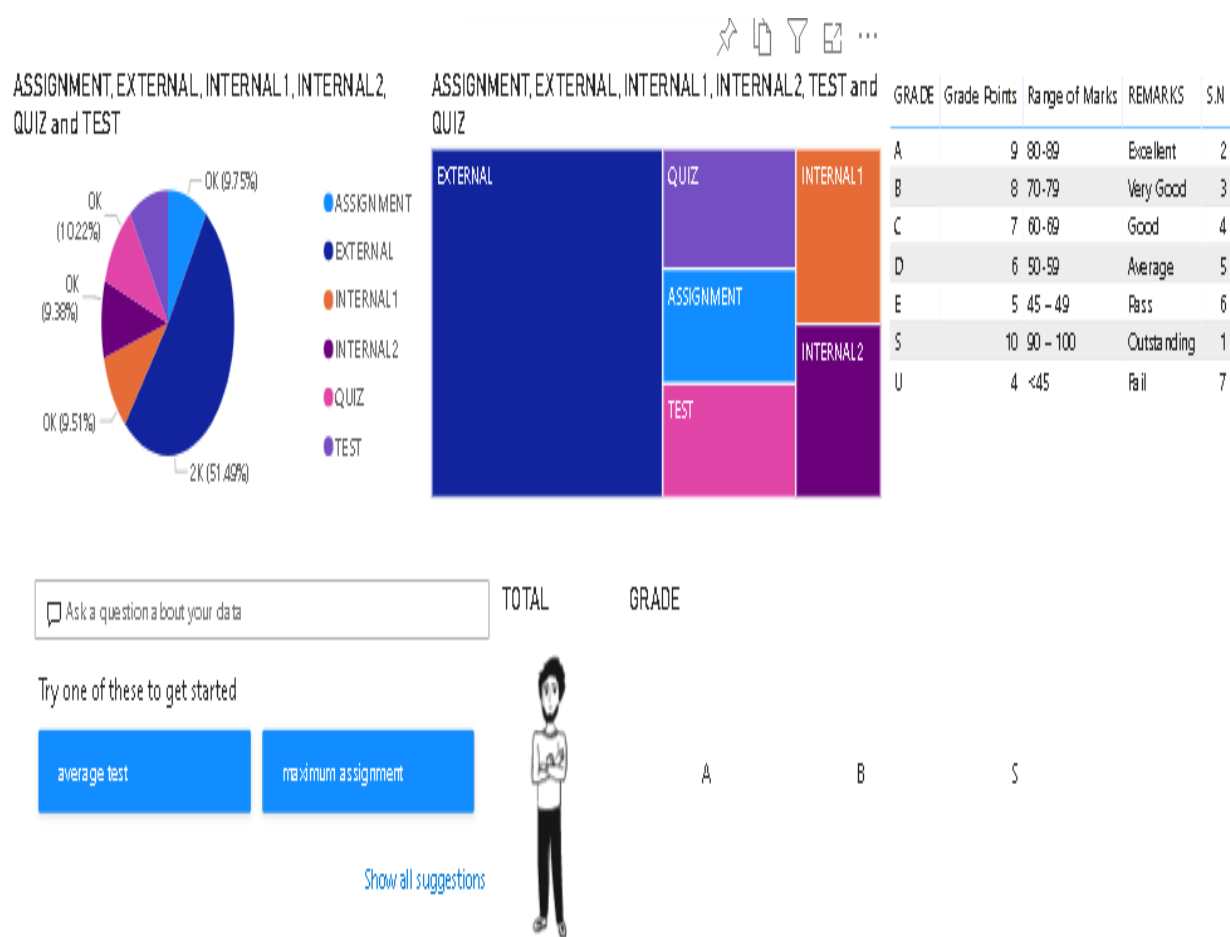 ASSIGNMENT, EXTERNAL, INTERNAL1, INTERNAL2,
QUIZ and TEST
0K (9.75%)
0K
(10.22%)
0K
(9.38%)
0K (9.51%)
2K (51.49%)
ASSIGNMENT
EXTERNAL
INTERNAL1
INTERNAL2
QUIZ
TEST
ASSIGNMENT, EXTERNAL, INTERNAL1, INTERNAL2, TEST and
QUIZ
EXTERNAL
QUIZ
ASSIGNMENT
TEST
INTERNAL1
INTERNAL2
GRADE Grade Points Range of Marks REMARKS S.N
A 9 80-89 Excellent 2
B 8 70-79 Very Good 3
C 7 60-69 Good 4
D 6 50-59 Average 5
E 5 45 – 49 Pass 6
S 10 90 – 100 Outstanding 1
U 4 <45 Fail 7
Ask a question about your data
Try one of these to get started
average test
maximum assignment
Show all suggestions
TOTAL GRADE
A B S